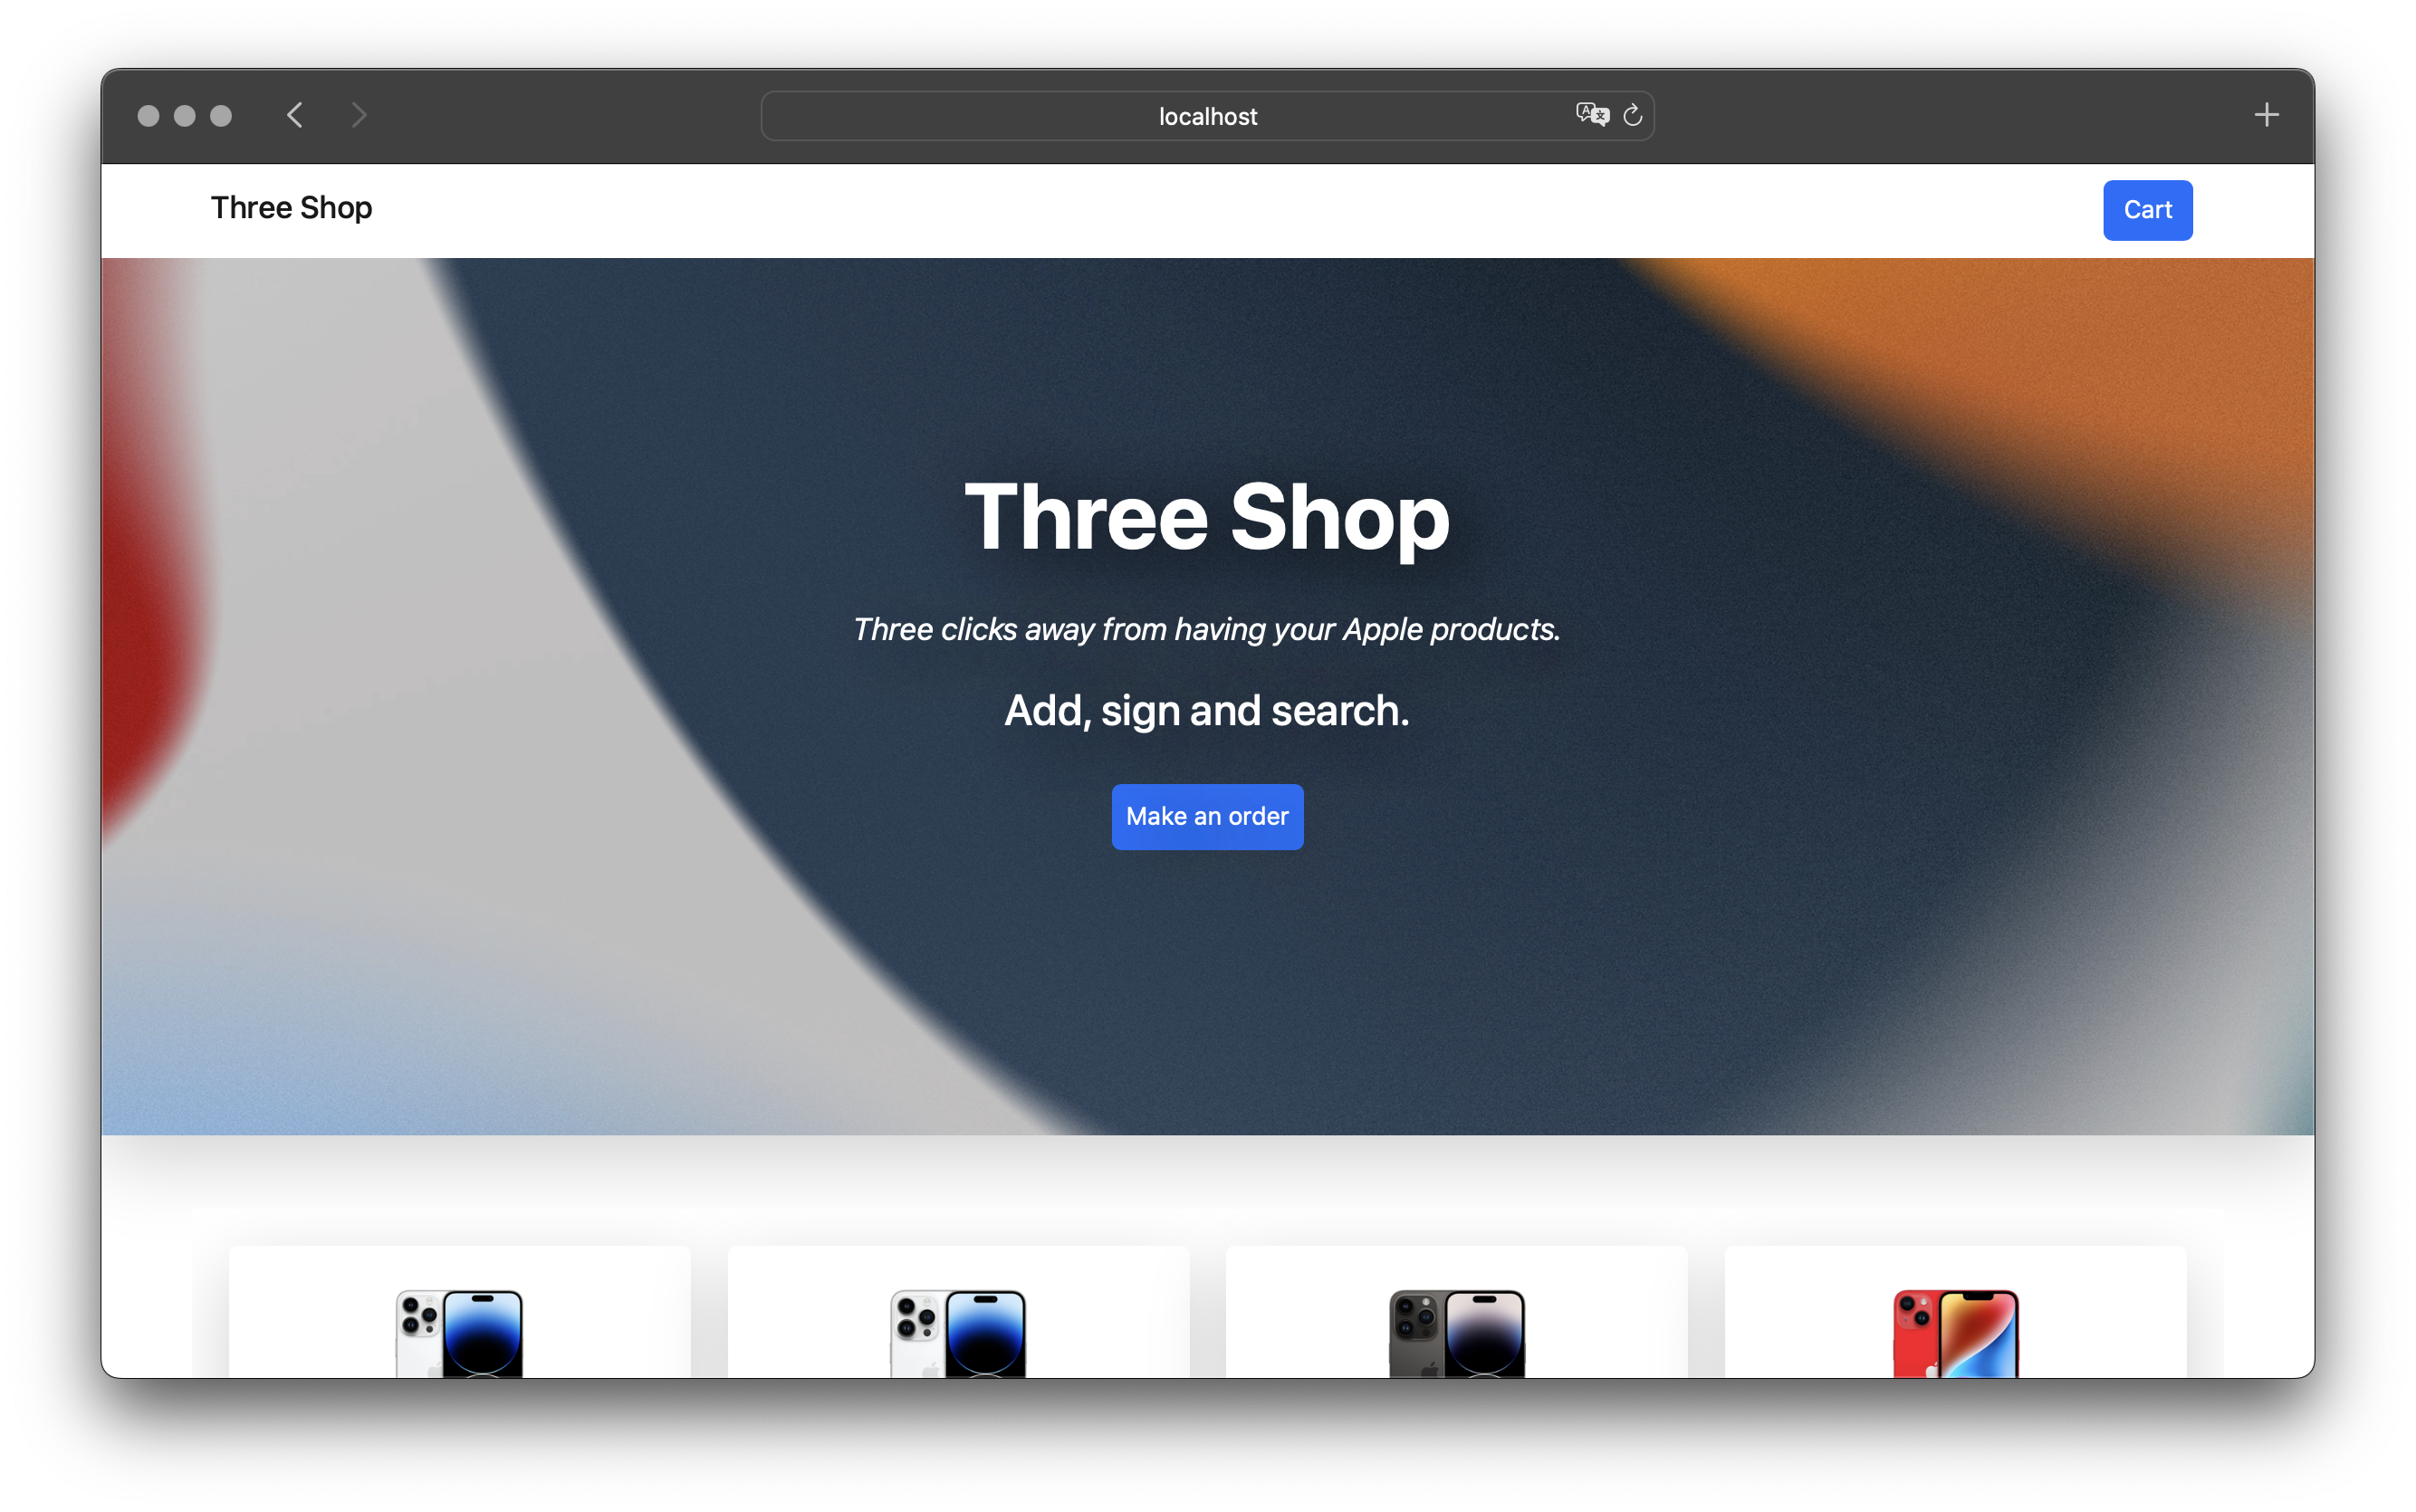 localhost
Three Shop
Cart
Three Shop
Three clicks away from having your Apple products.
Add, sign and search.
Make an order